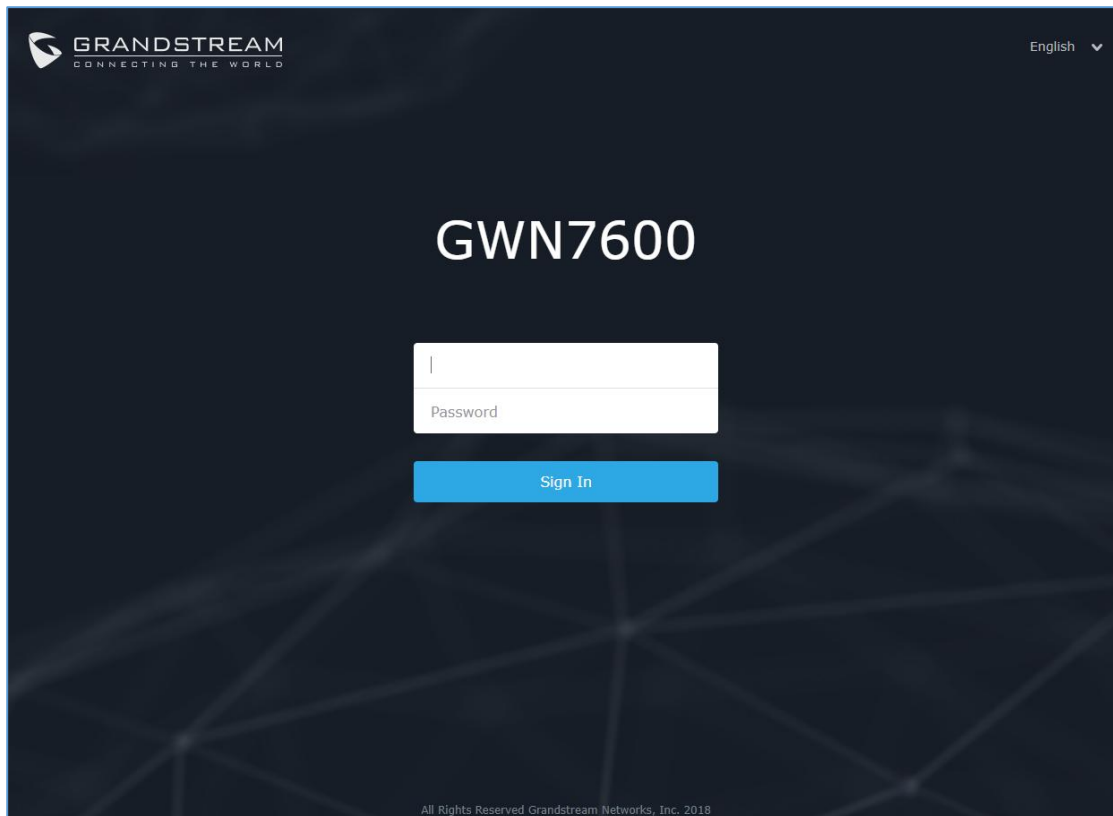 GRANDSTREAM
CONNECTING THE WORLD
English
GWN7600
Password
Sign In
All Rights Reserved Grandstream Networks, Inc. 2018